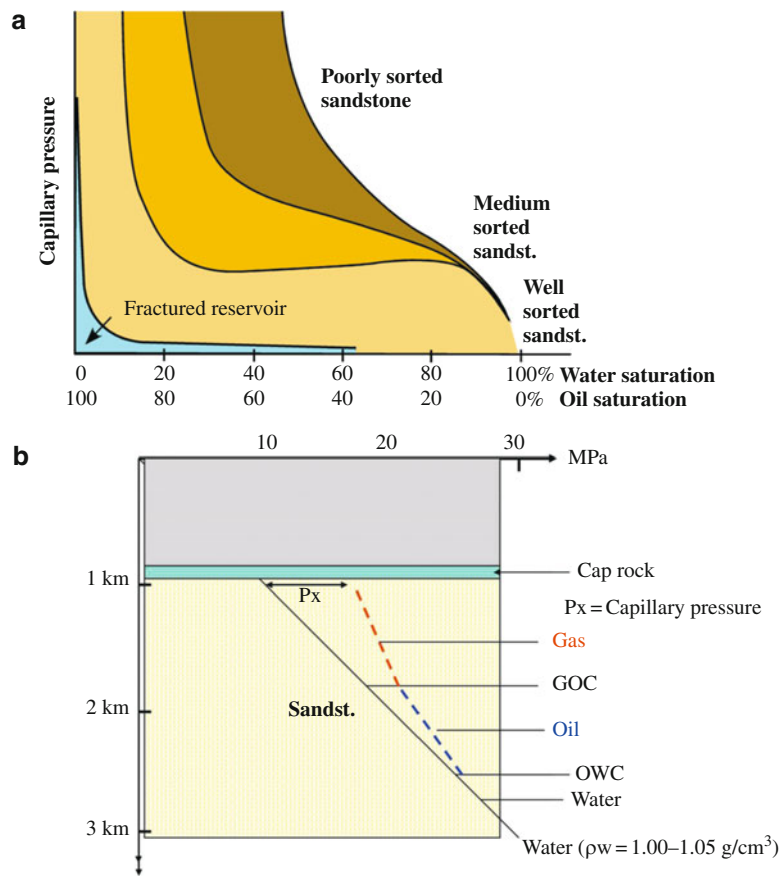 a
Capillary pressure
Poorly sorted
sandstone
Medium
sorted
sandst.
Well
sorted
sandst.
Fractured reservoir
0 20 40 60 80 100% Water saturation
100 80 60 40 20 0% Oil saturation
b
10 20 30
MPa
Cap rock
1 km
Px
Px = Capillary pressure
Gas
GOC
Sandst.
2 km
Oil
OWC
Water
3 km
Water (ρw = 1.00–1.05 g/cm³)